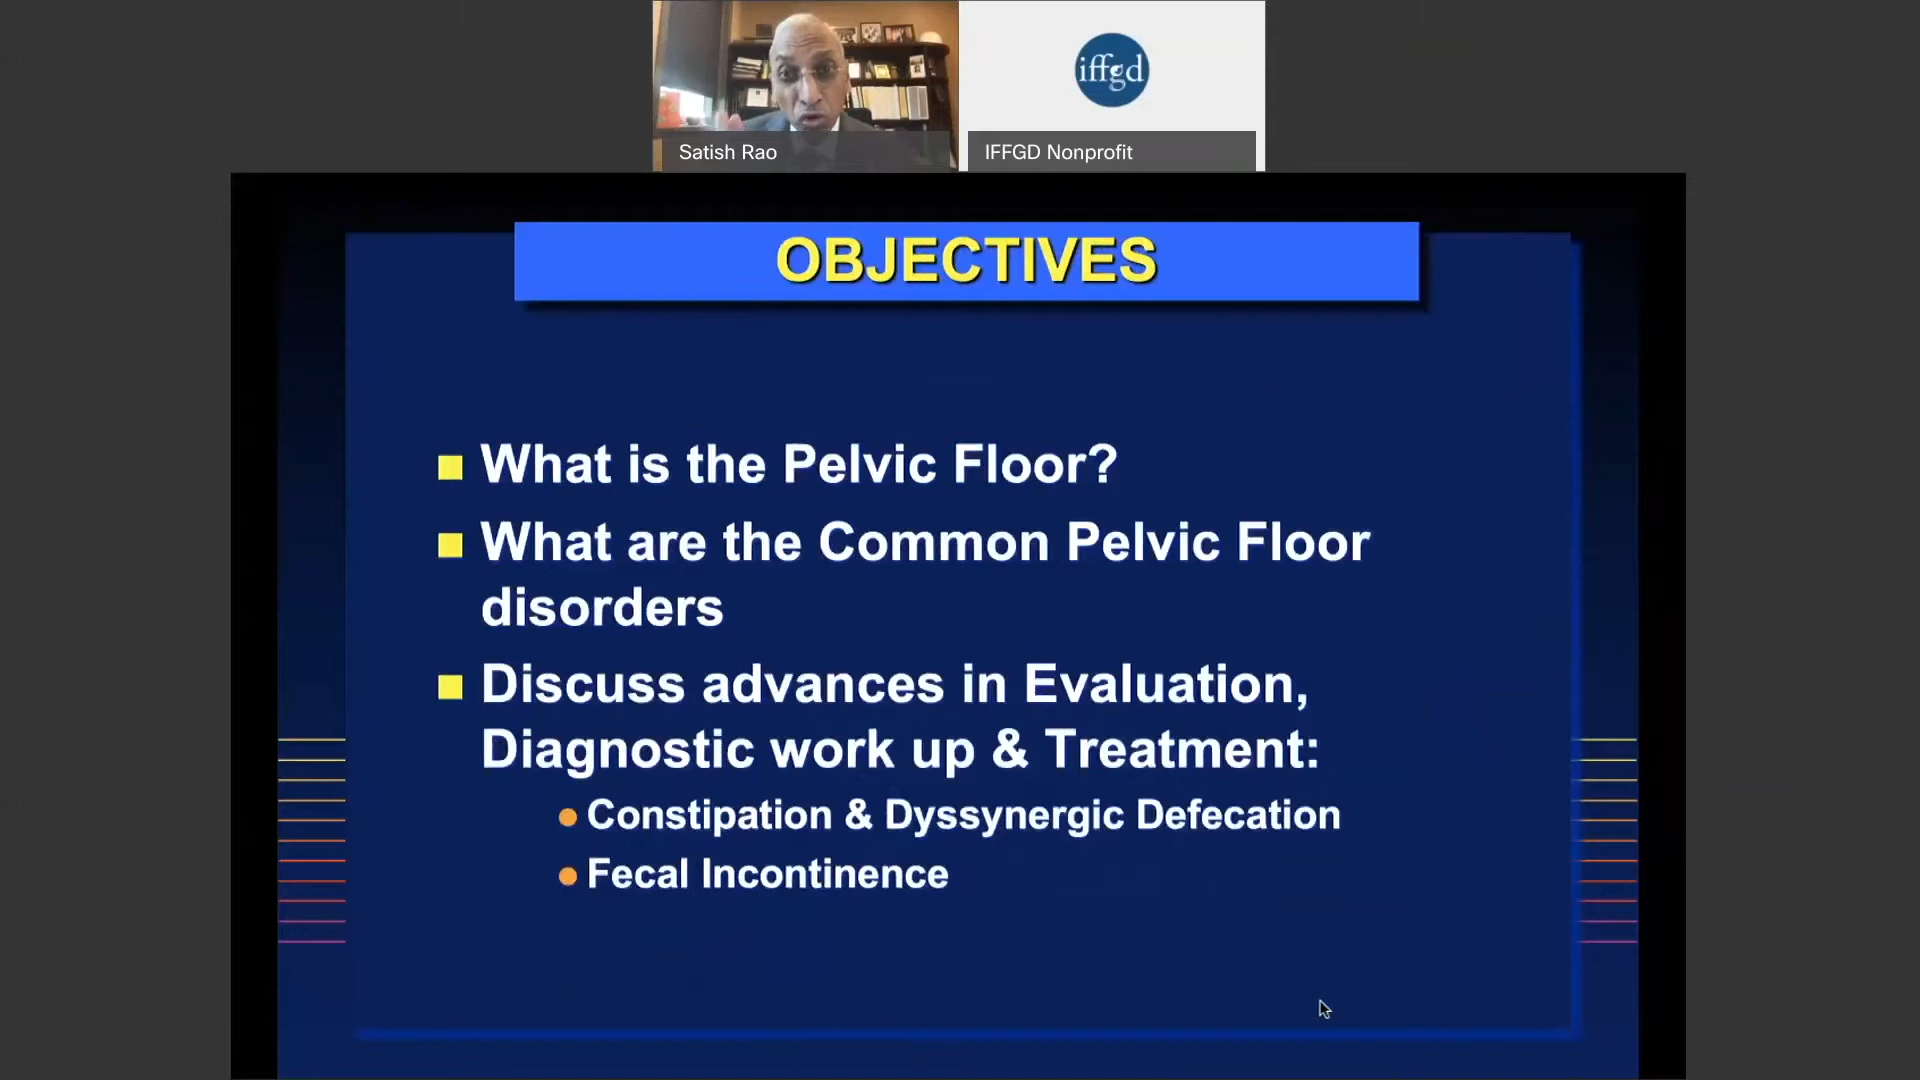 Satish Rao
iffgd
IFFGD Nonprofit
OBJECTIVES
What is the Pelvic Floor?
What are the Common Pelvic Floor
disorders
Discuss advances in Evaluation,
Diagnostic work up & Treatment:
Constipation & Dyssynergic Defecation
Fecal Incontinence